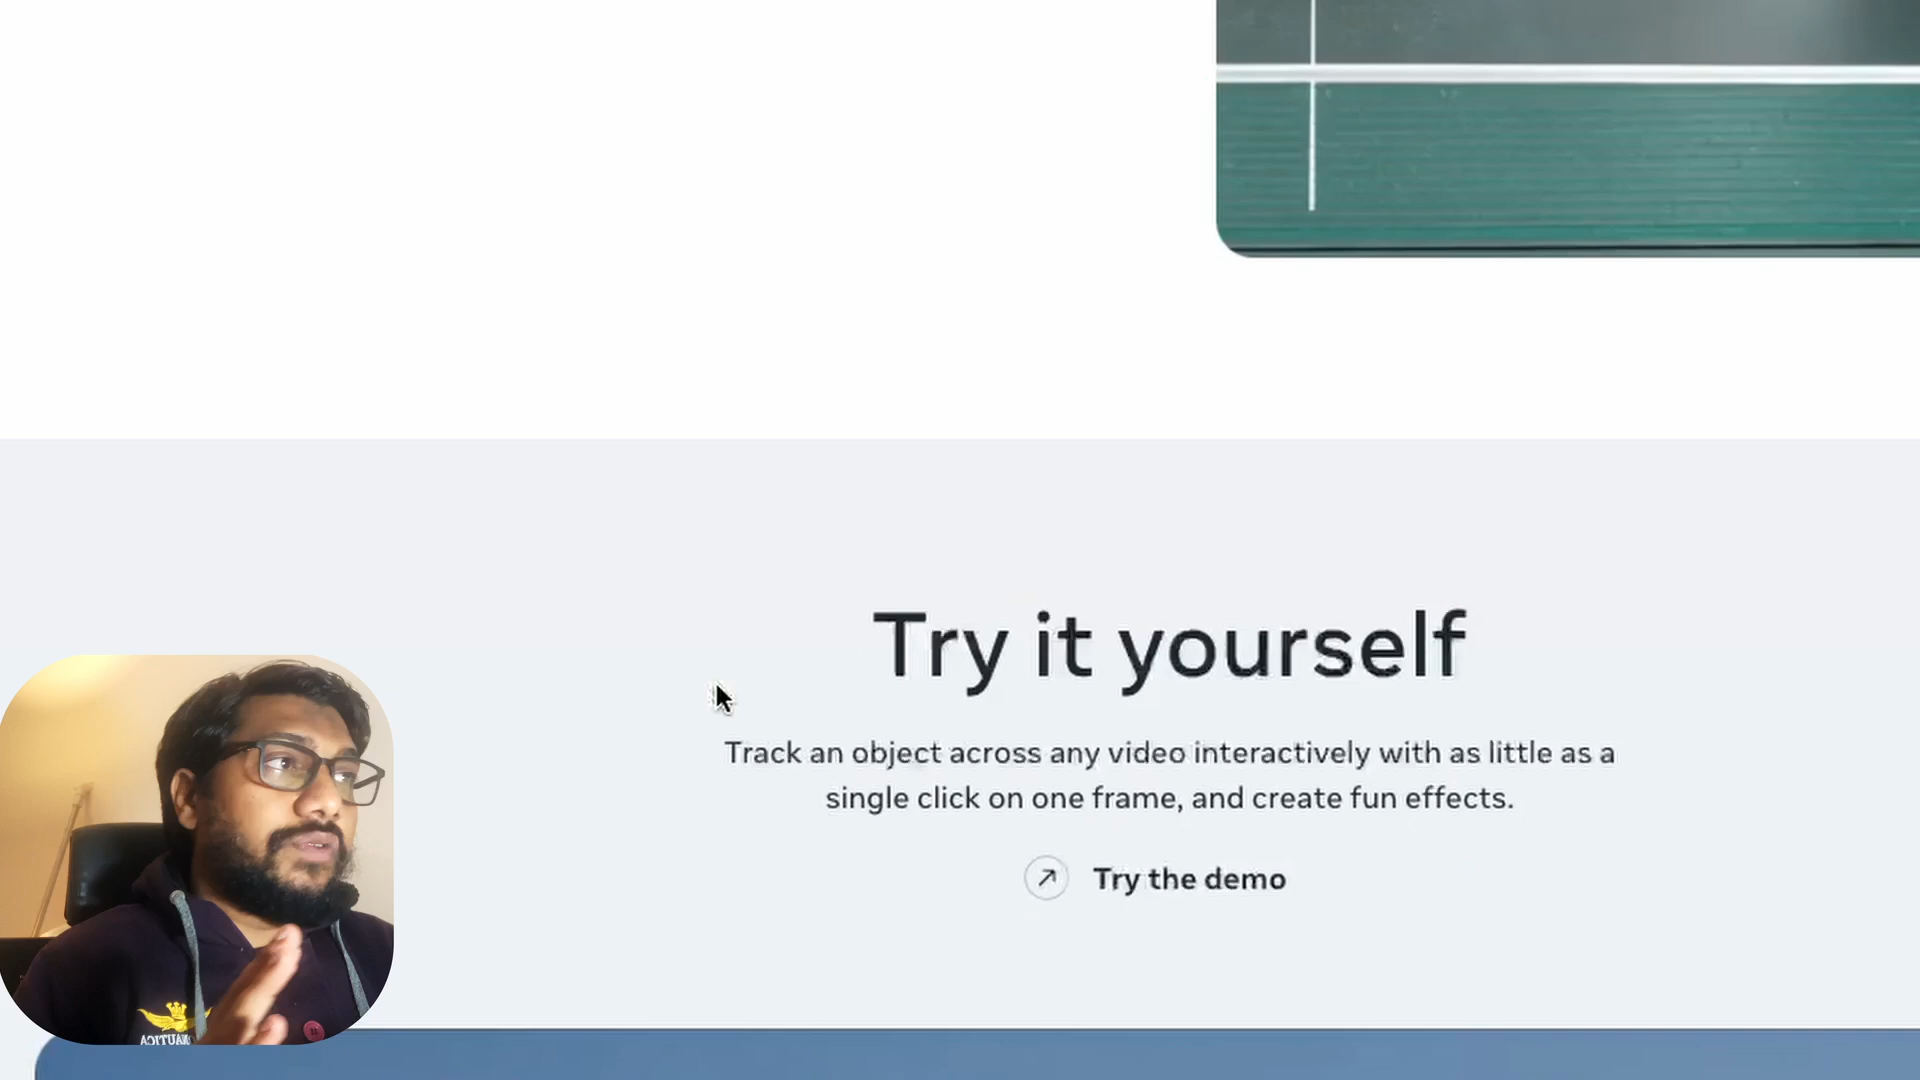 Try it yourself
Track an object across any video interactively with as little as a
single click on one frame, and create fun effects.
Try the demo